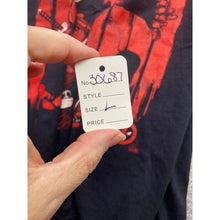 No 30687
STYLE
SIZE L
PRICE